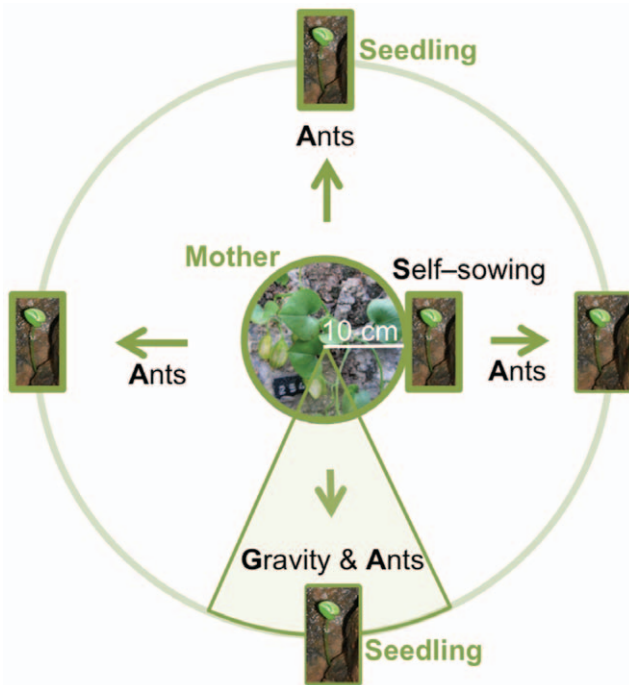 Seedling
Ants
Mother
Self–sowing
10 cm
Ants
Ants
Gravity & Ants
Seedling